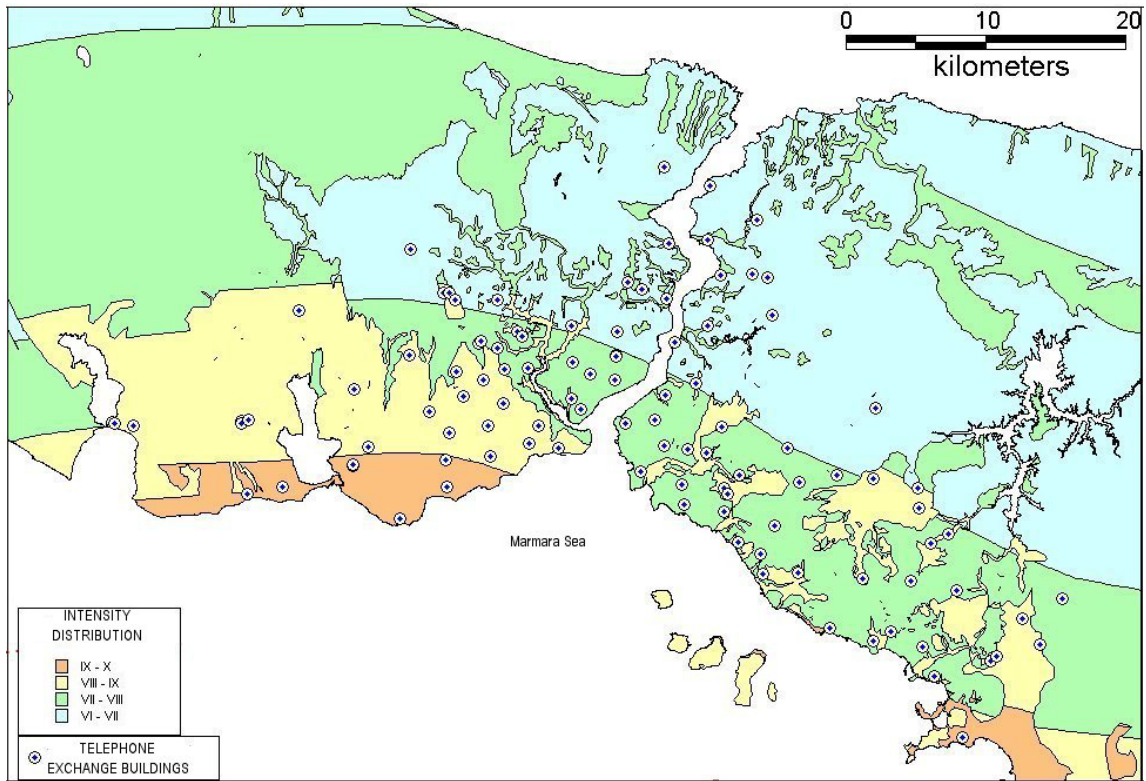 0 10 20
kilometers
Marmara Sea
INTENSITY
DISTRIBUTION
IX - X
VIII - IX
VII - VIII
VI - VII
TELEPHONE
EXCHANGE BUILDINGS